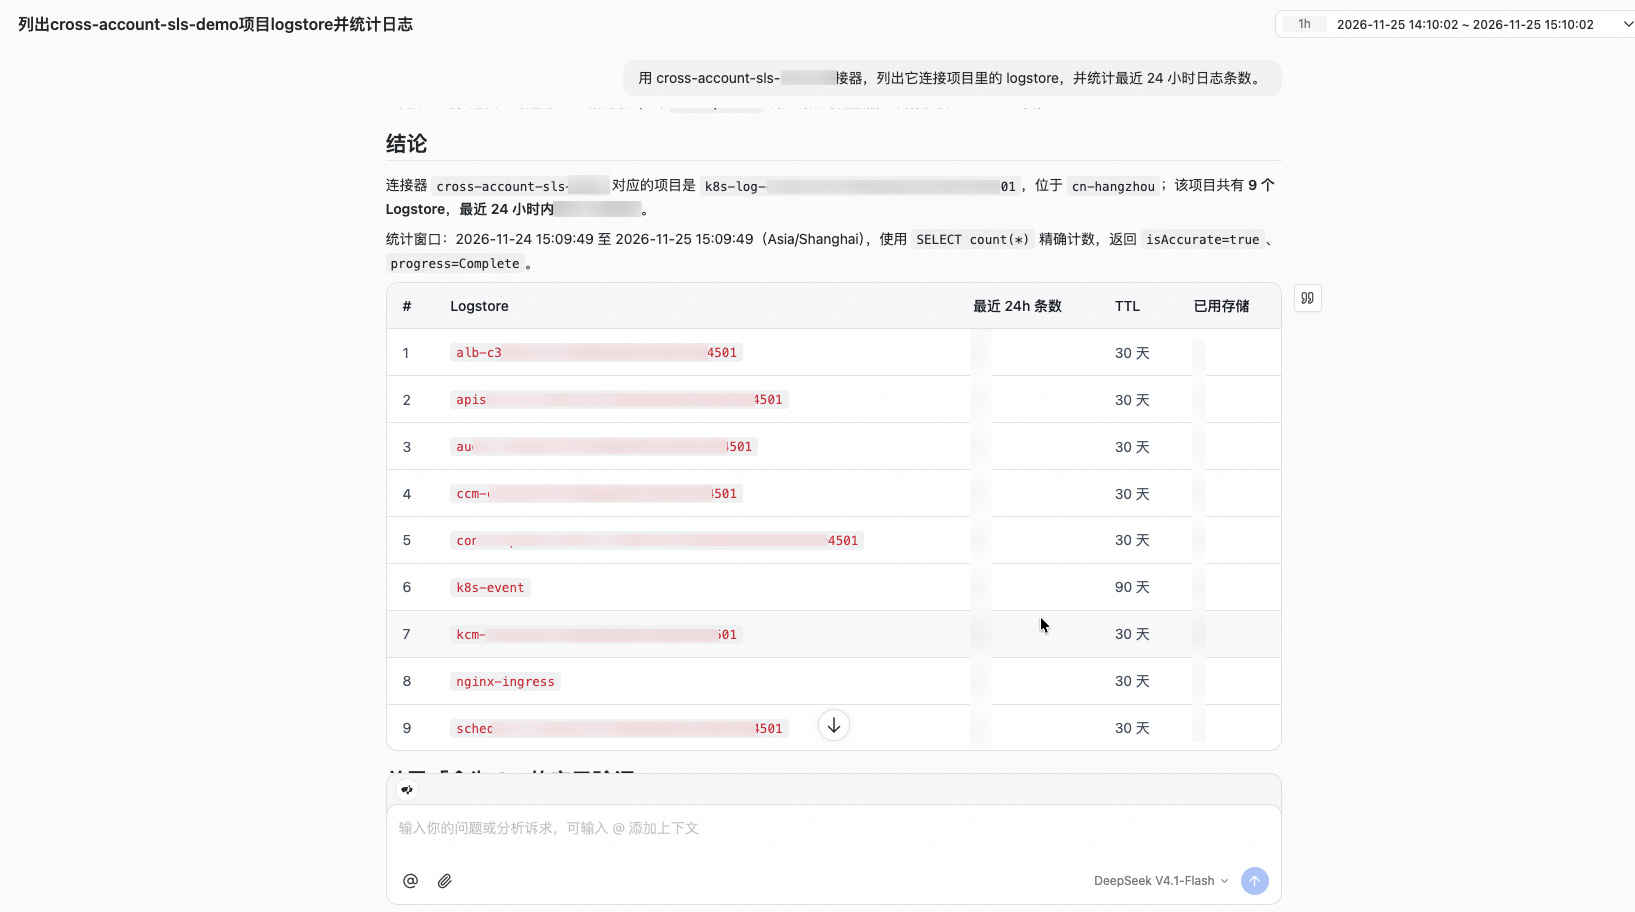 列出cross-account-sls-demo项目logstore并统计日志
1h 2026-11-25 14:10:02 ~ 2026-11-25 15:10:02
用 cross-account-sls- 接器，列出它连接项目里的 logstore，并统计最近 24 小时日志条数。
结论
连接器 cross-account-sls- 对应的项目是 k8s-log- 01 ，位于 cn-hangzhou ；该项目共有 9 个
Logstore，最近 24 小时内 。
统计窗口：2026-11-24 15:09:49 至 2026-11-25 15:09:49（Asia/Shanghai），使用 SELECT count(*) 精确计数，返回 isAccurate=true 、
progress=Complete 。
# Logstore 最近 24h 条数 TTL 已用存储
1 alb-c3 4501 30 天
2 apis 4501 30 天
3 au 4501 30 天
4 ccm- 4501 30 天
5 con 4501 30 天
6 k8s-event 90 天
7 kcm- 501 30 天
8 nginx-ingress 30 天
9 sched 4501 30 天
输入你的问题或分析诉求，可输入 @ 添加上下文
DeepSeek V4.1-Flash